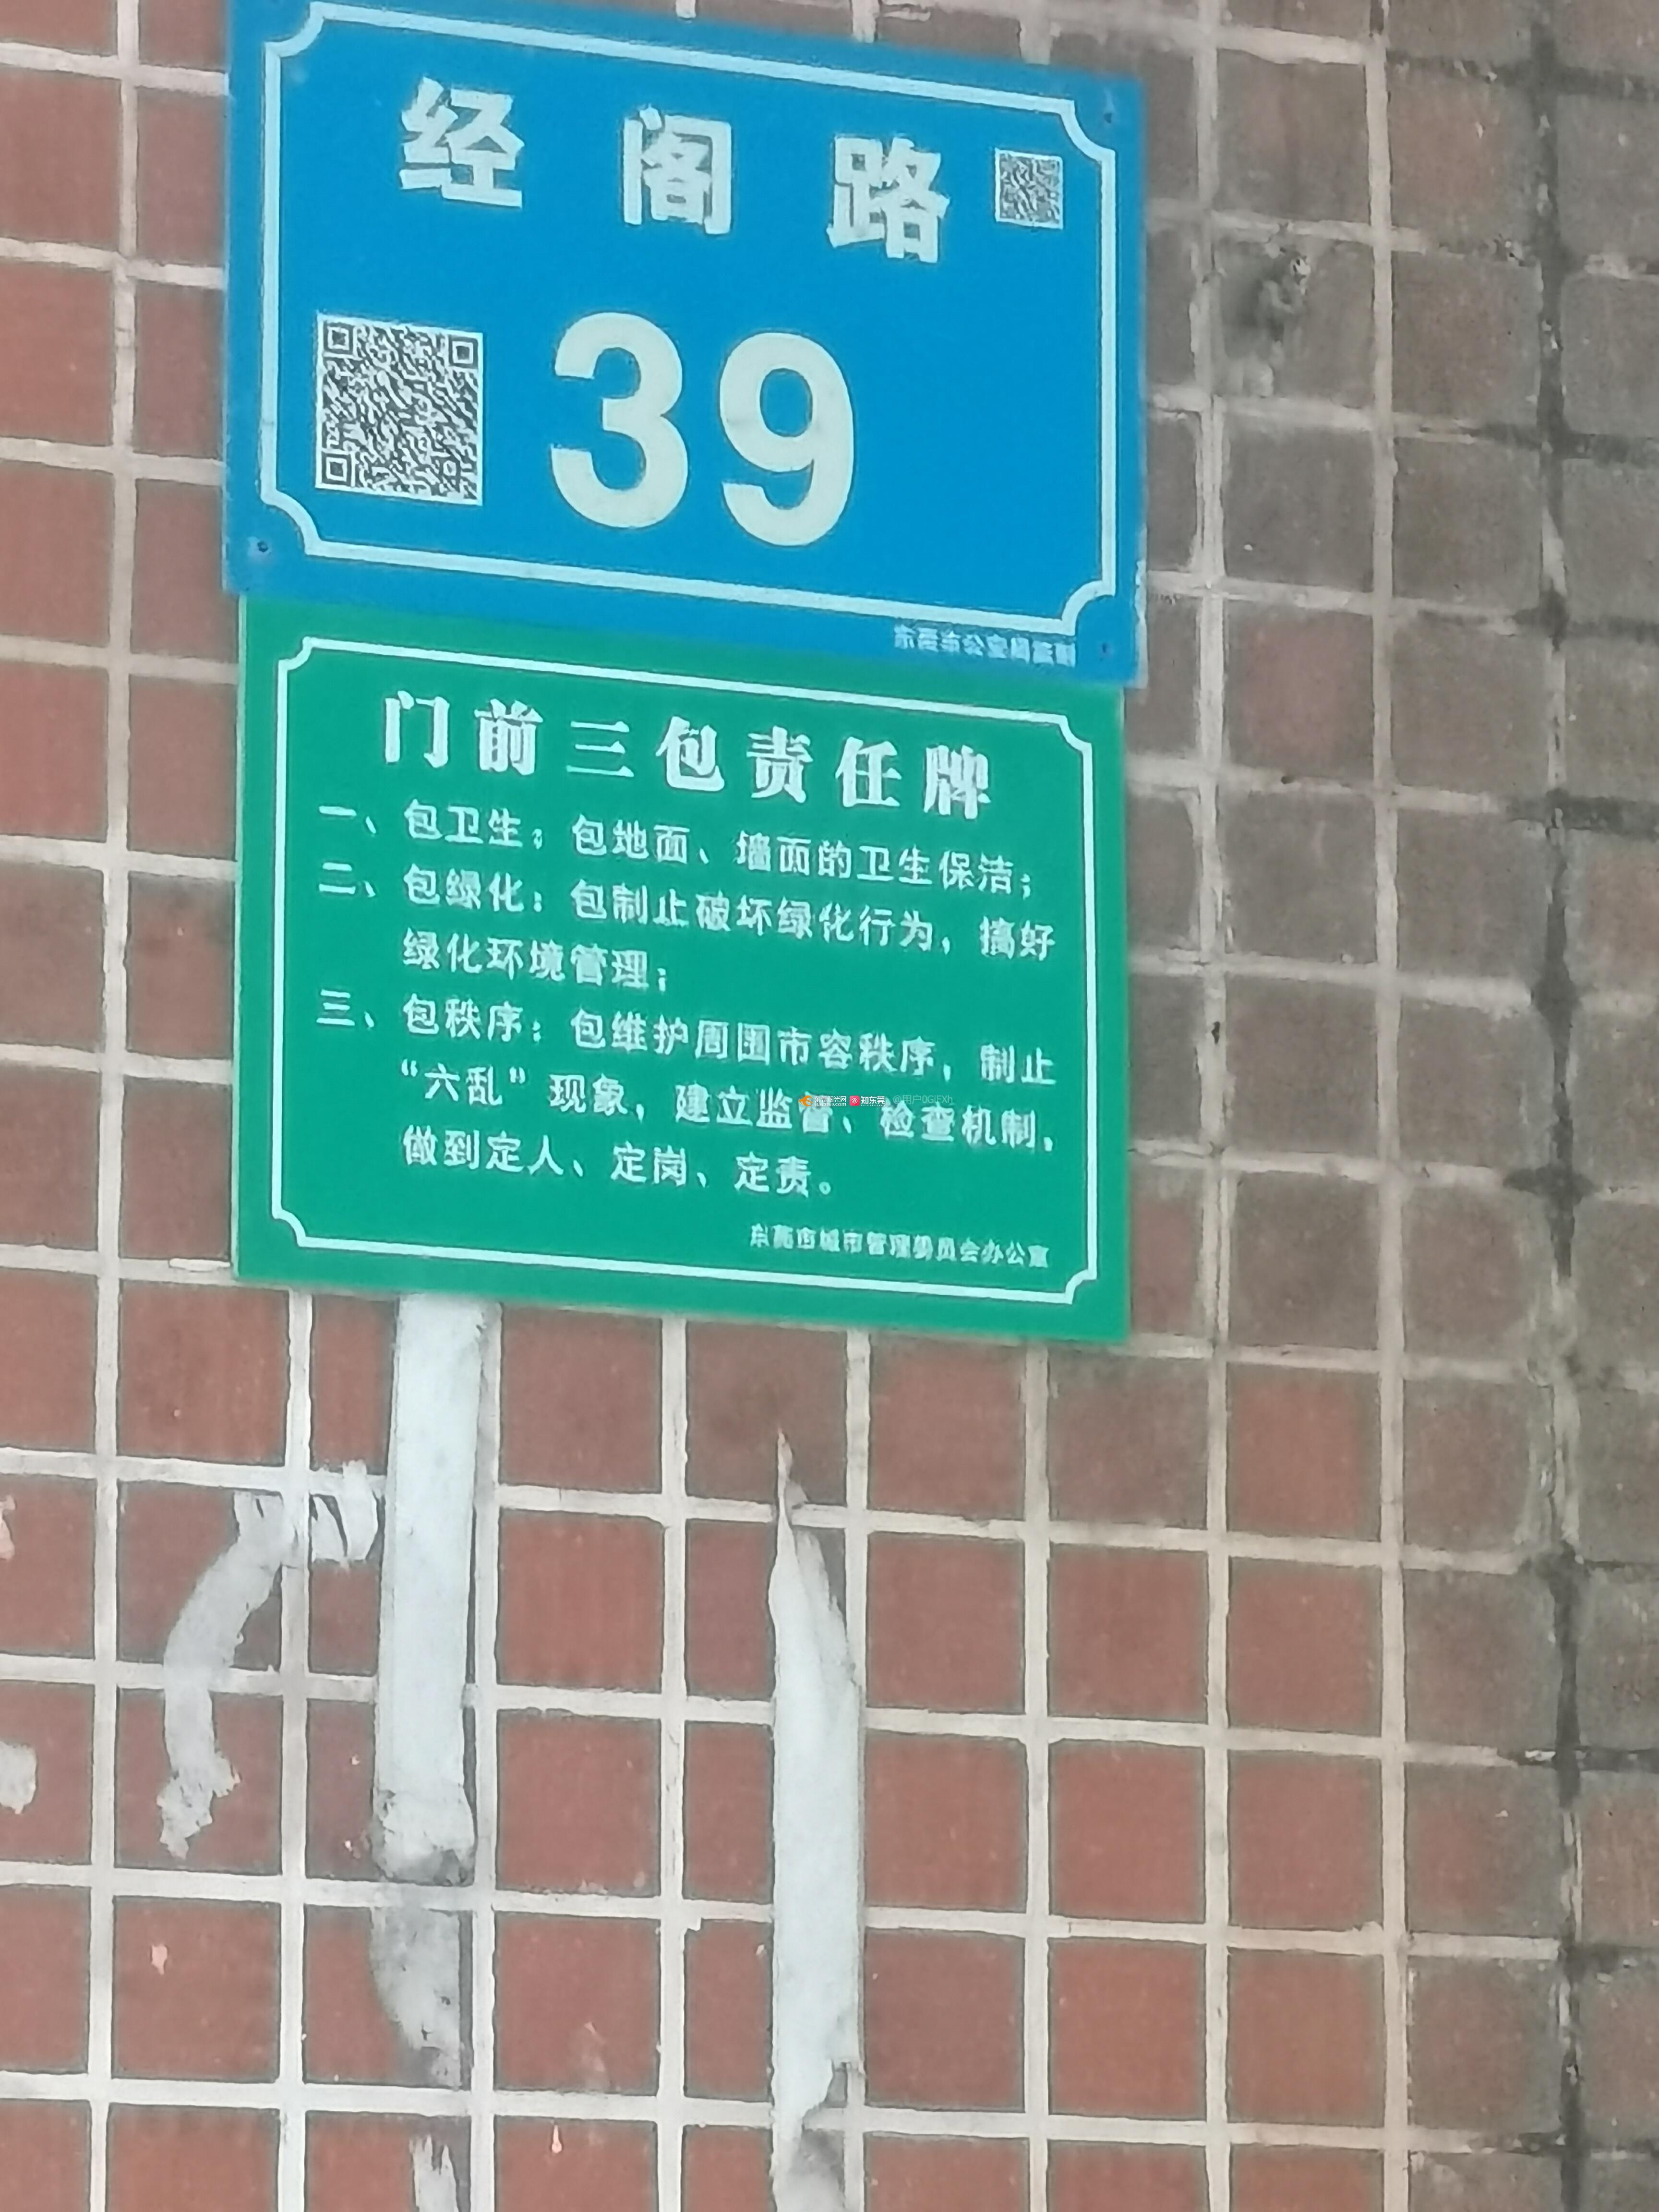 经阁路
39
东莞市公安局监制
门前三包责任牌
一、包卫生：包地面、墙面的卫生保洁；
二、包绿化：包制止破坏绿化行为，搞好
绿化环境管理；
三、包秩序：包维护周围市容秩序，制止
“六乱”现象，建立监督、检查机制，
做到定人、定岗、定责。
东莞市城市管理委员会办公室
知东莞